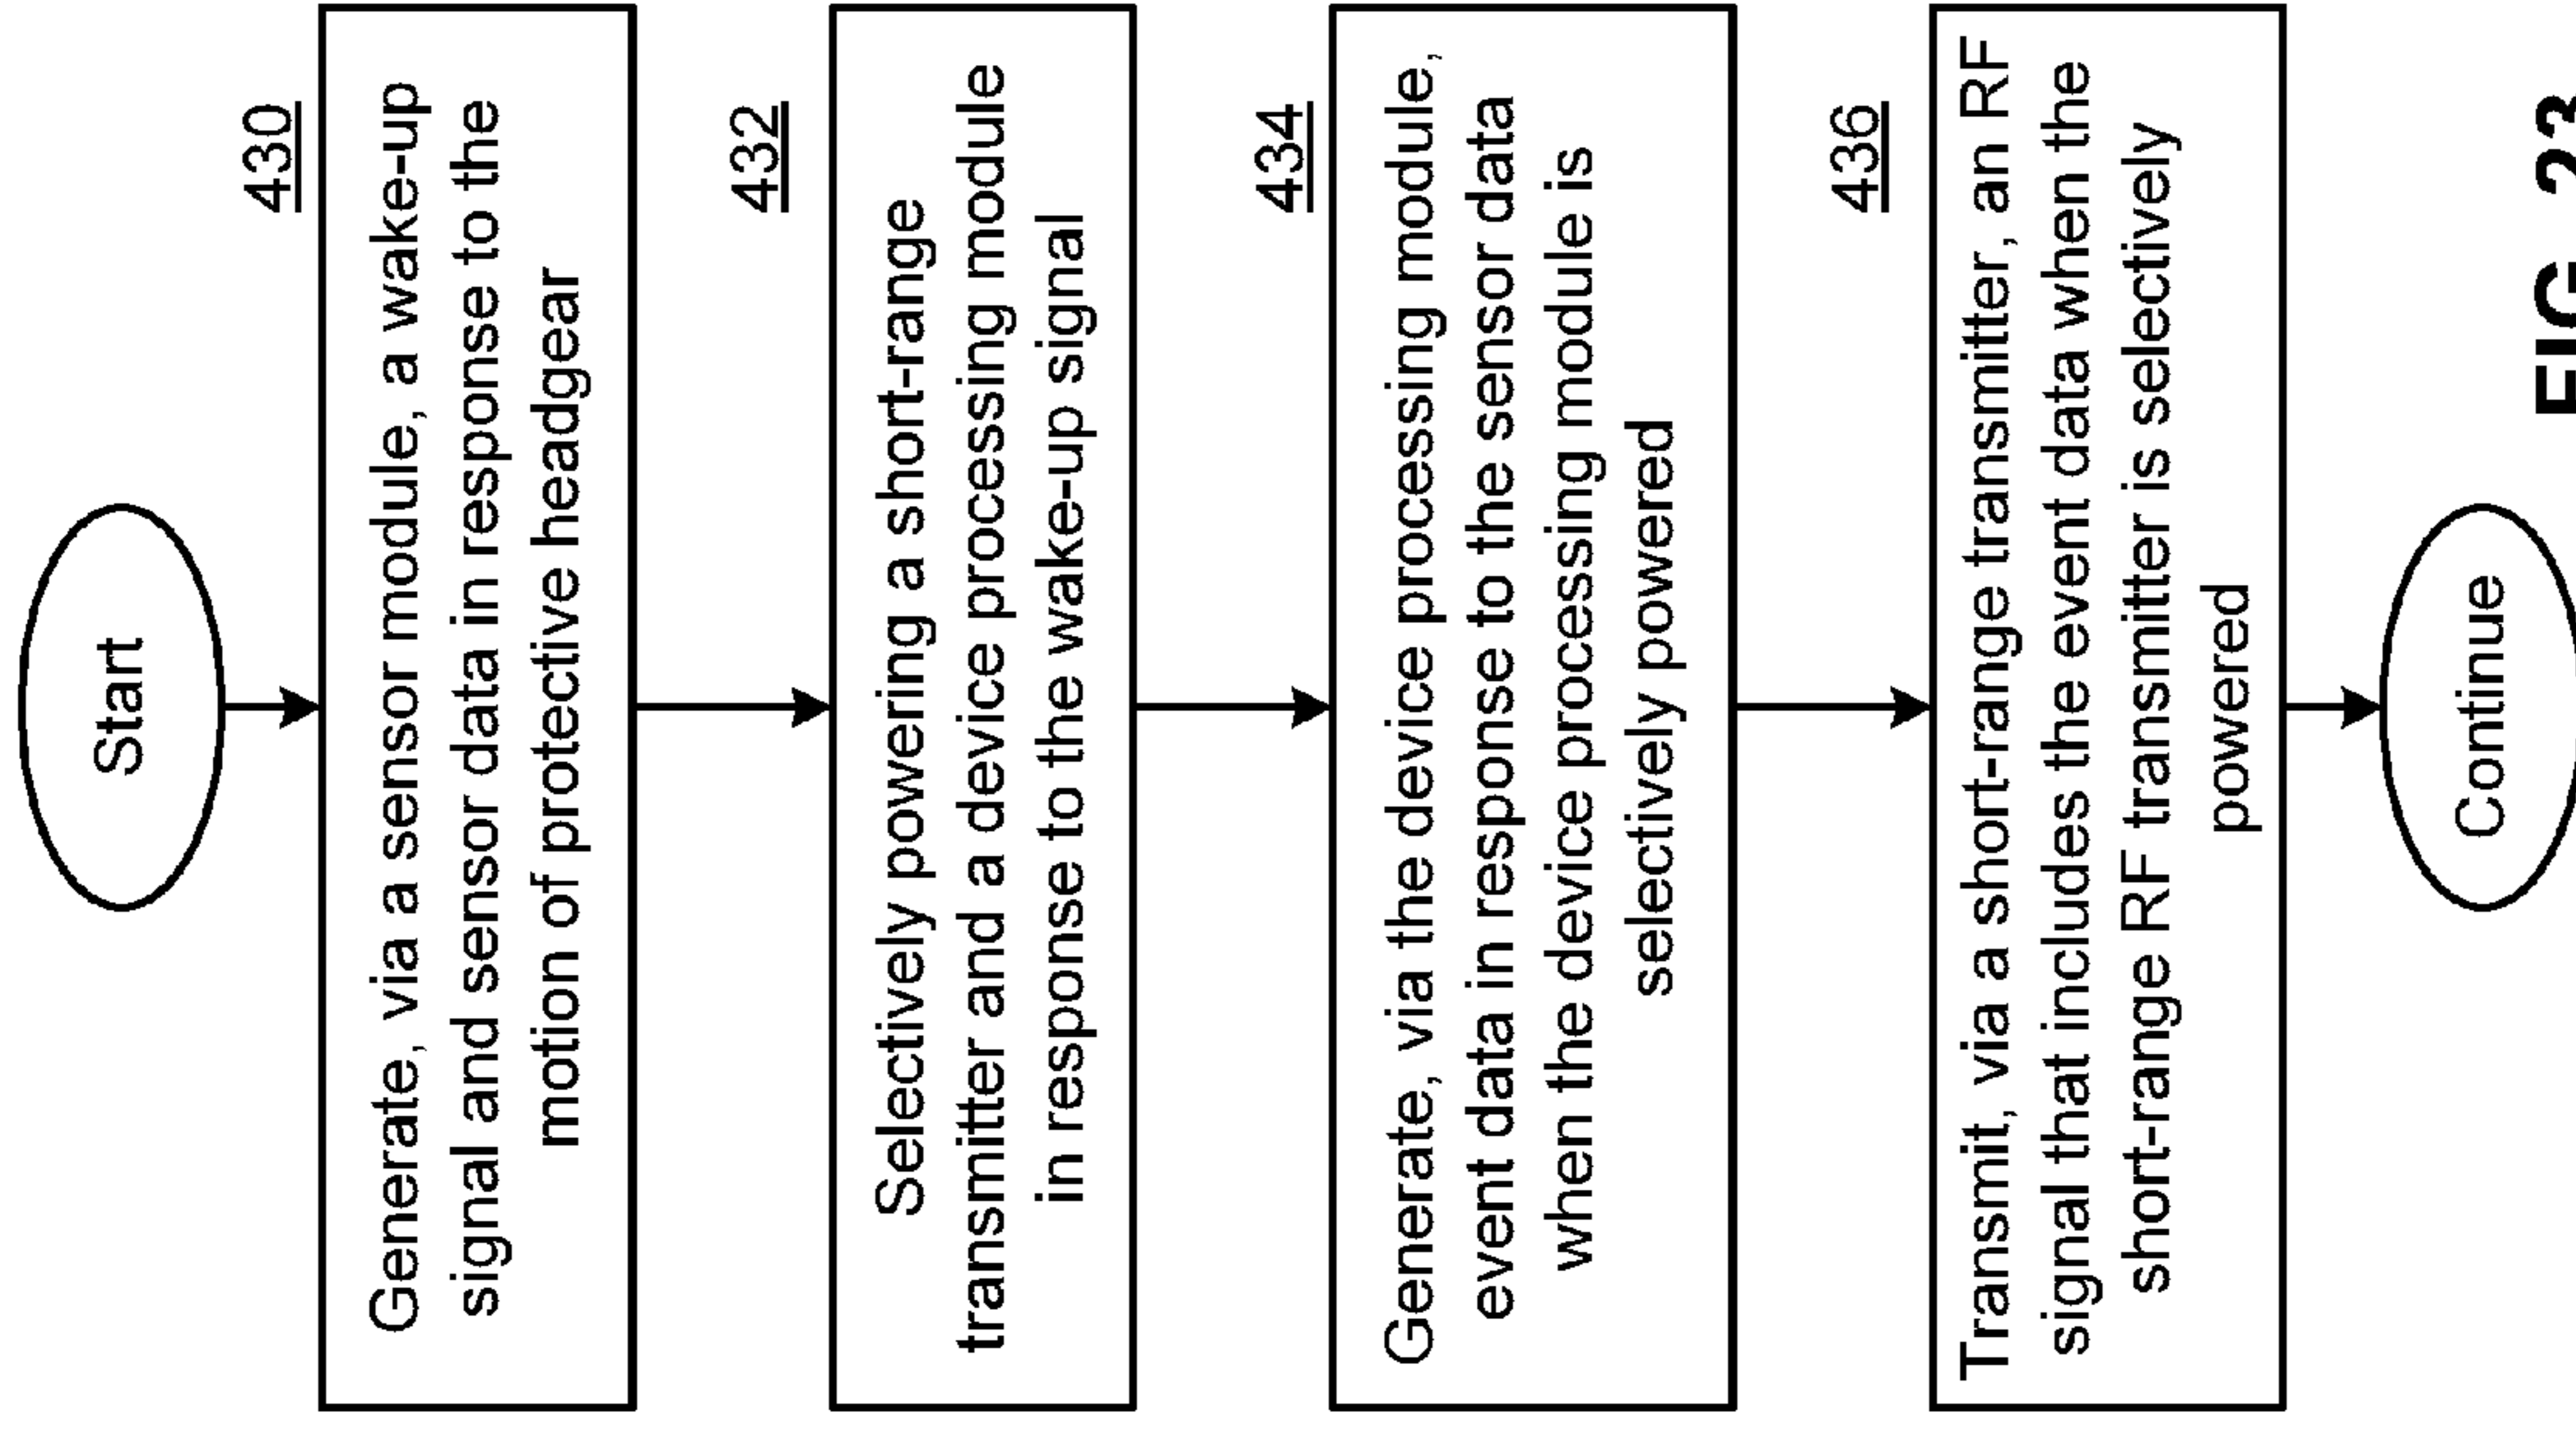 Start
430
Generate, via a sensor module, a wake-up
signal and sensor data in response to the
motion of protective headgear
432
Selectively powering a short-range
transmitter and a device processing module
in response to the wake-up signal
434
Generate, via the device processing module,
event data in response to the sensor data
when the device processing module is
selectively powered
436
Transmit, via a short-range transmitter, an RF
signal that includes the event data when the
short-range RF transmitter is selectively
powered
Continue
FIG. 23